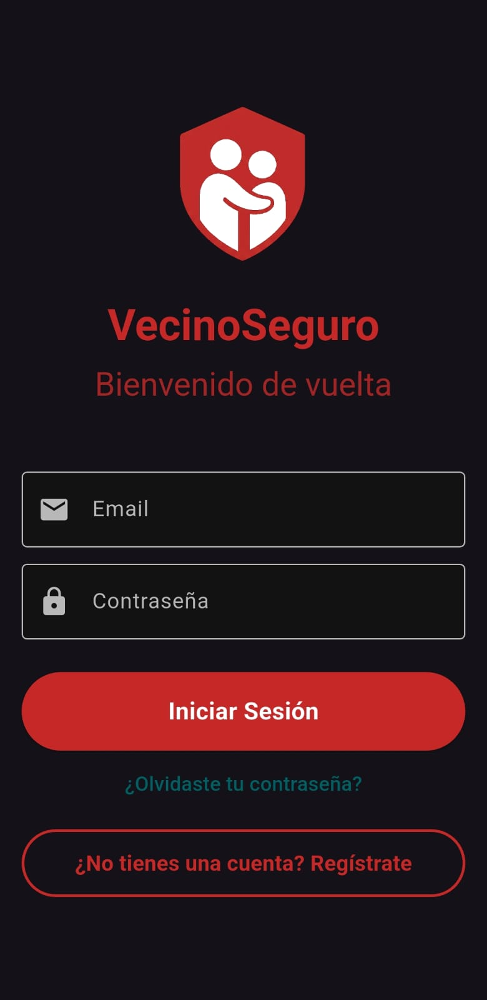 VecinoSeguro
Bienvenido de vuelta
Email
Contraseña
Iniciar Sesión
¿Olvidaste tu contraseña?
¿No tienes una cuenta? Regístrate